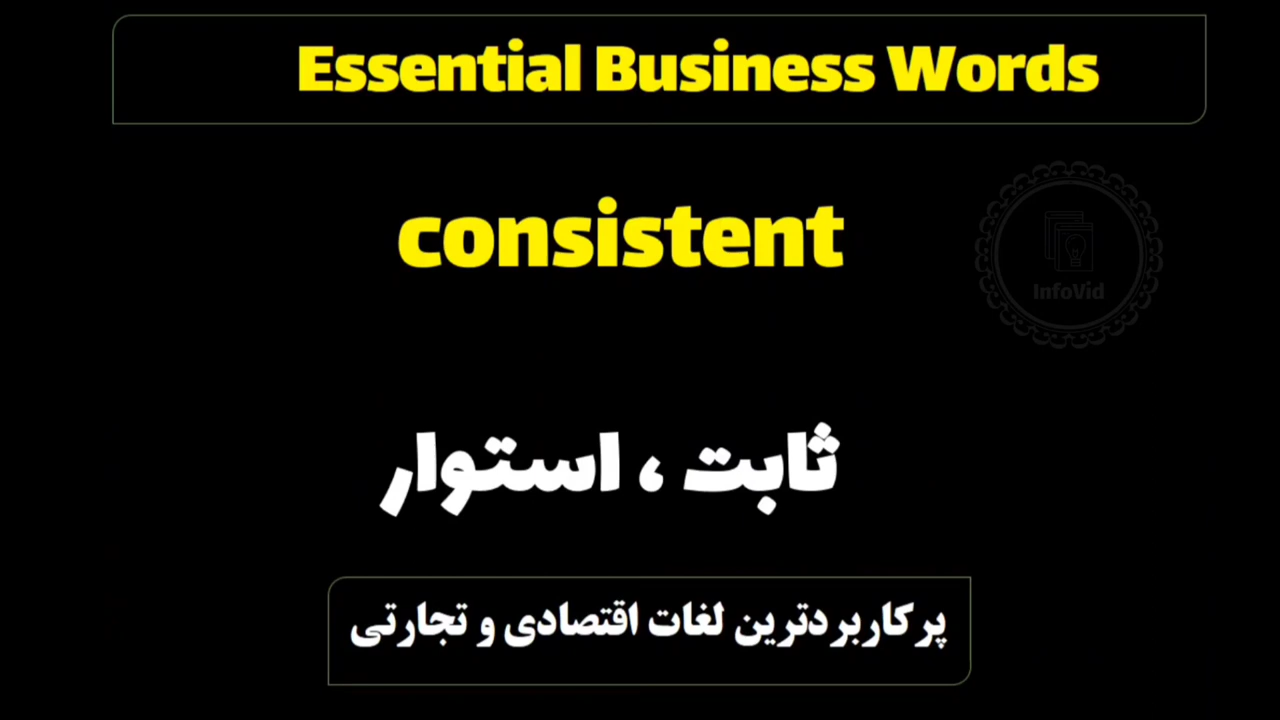 Essential Business Words
consistent
InfoVid
ثابت ، استوار
پرکاربردترین لغات اقتصادی و تجارتی